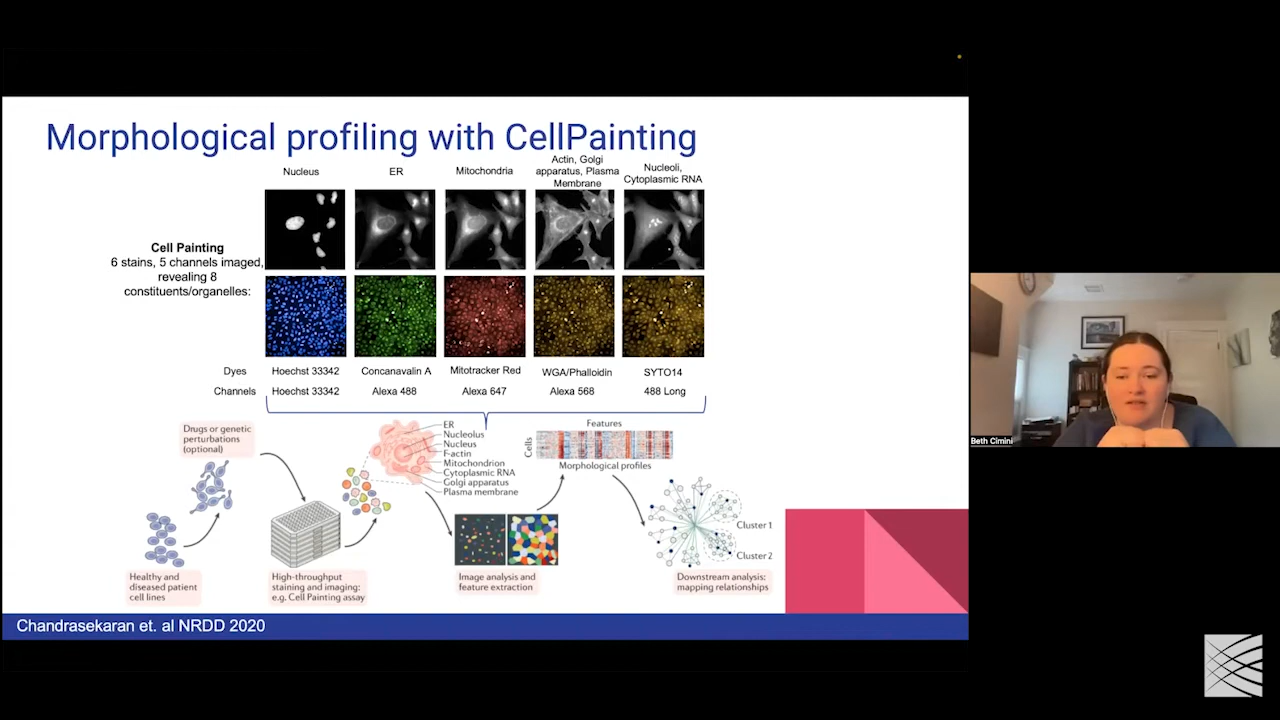 Morphological profiling with CellPainting
Nucleus
ER
Mitochondria
Actin, Golgi
apparatus, Plasma
Membrane
Nucleoli,
Cytoplasmic RNA
Cell Painting
6 stains, 5 channels imaged,
revealing 8
constituents/organelles:
Dyes
Hoechst 33342
Concanavalin A
Mitotracker Red
WGA/Phalloidin
SYTO14
Channels
Hoechst 33342
Alexa 488
Alexa 647
Alexa 568
488 Long
Drugs or genetic
perturbations
(optional)
ER
Nucleolus
Nucleus
F-actin
Mitochondrion
Cytoplasmic RNA
Golgi apparatus
Plasma membrane
Features
Cells
Morphological profiles
Cluster 1
Cluster 2
Healthy and
diseased patient
cell lines
High-throughput
staining and imaging:
e.g. Cell Painting assay
Image analysis and
feature extraction
Downstream analysis:
mapping relationships
Chandrasekaran et. al NRDD 2020
Beth Cimini